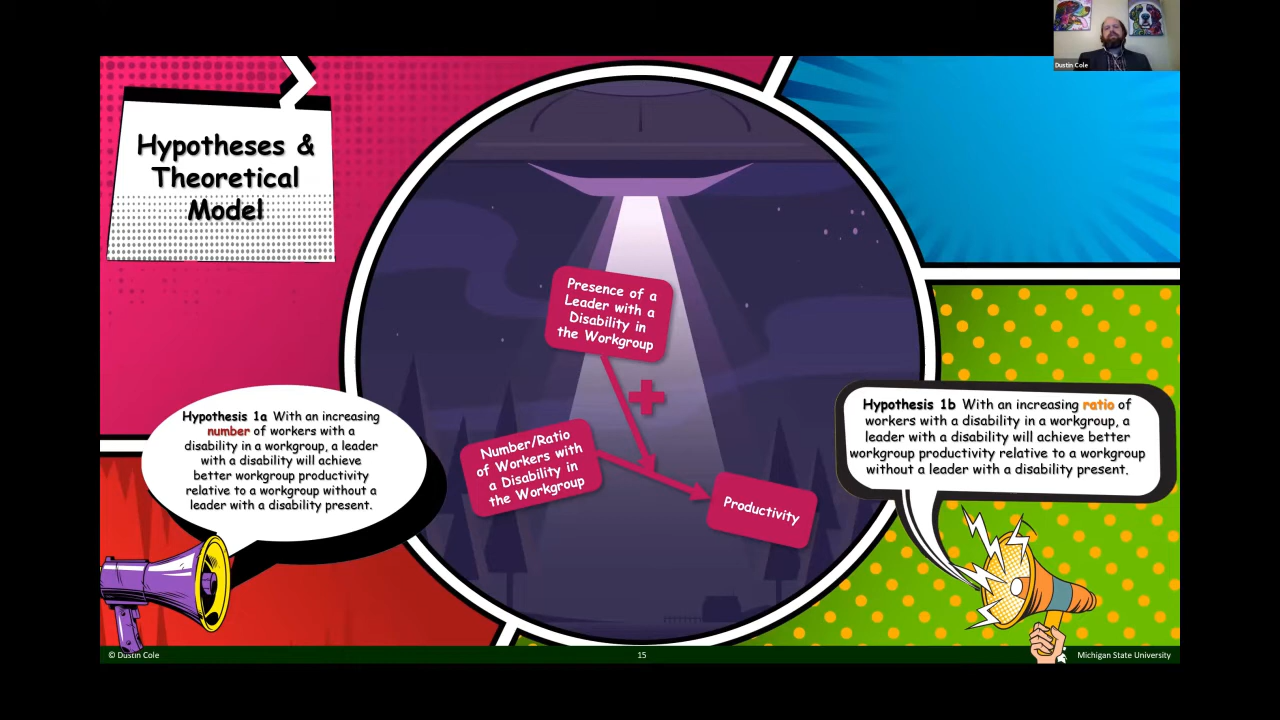 Dustin Cole
Hypotheses &
Theoretical
Model
Presence of a
Leader with a
Disability in
the Workgroup
Number/Ratio
of Workers with
a Disability in
the Workgroup
Productivity
Hypothesis 1a With an increasing
number of workers with a
disability in a workgroup, a leader
with a disability will achieve
better workgroup productivity
relative to a workgroup without a
leader with a disability present.
Hypothesis 1b With an increasing ratio of
workers with a disability in a workgroup, a
leader with a disability will achieve better
workgroup productivity relative to a workgroup
without a leader with a disability present.
© Dustin Cole
15
Michigan State University